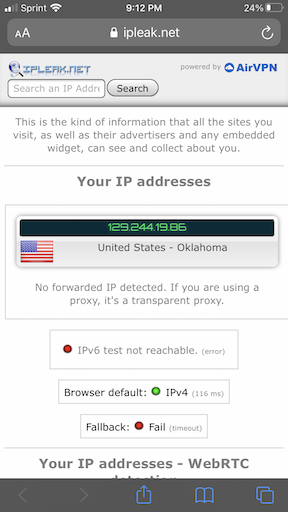 Sprint 9:12 PM 24%
AA ipleak.net
IPLEAK.NET powered by AirVPN
Search an IP Addre Search
This is the kind of information that all the sites you
visit, as well as their advertisers and any embedded
widget, can see and collect about you.
Your IP addresses
129.244.19.86
United States - Oklahoma
No forwarded IP detected. If you are using a
proxy, it's a transparent proxy.
IPv6 test not reachable. (error)
Browser default: IPv4 (116 ms)
Fallback: Fail (timeout)
Your IP addresses - WebRTC
detection